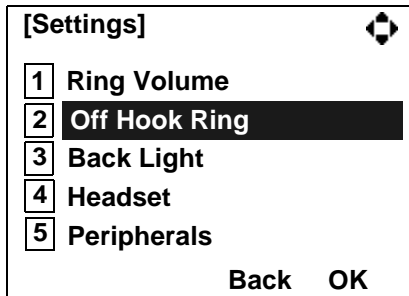 [Settings]
1 Ring Volume
2 Off Hook Ring
3 Back Light
4 Headset
5 Peripherals
Back OK